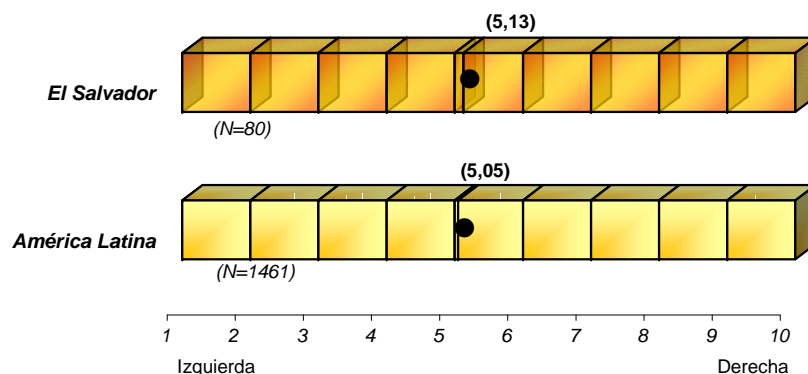 (5,13)
El Salvador
(N=80)
(5,05)
América Latina
(N=1461)
1 2 3 4 5 6 7 8 9 10
Izquierda Derecha